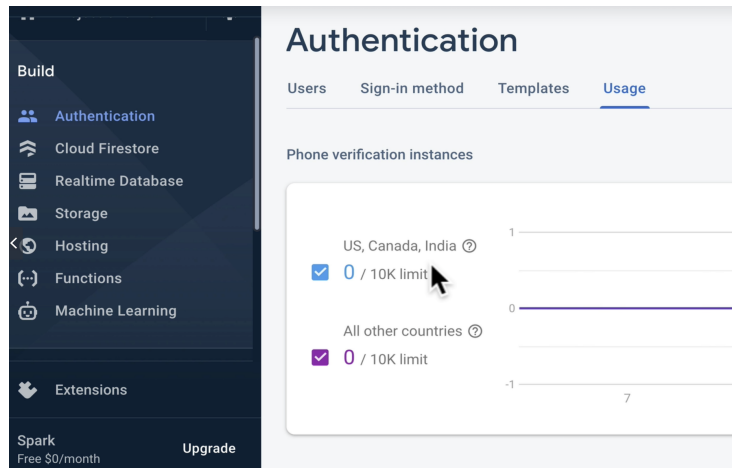 Build
Authentication
Cloud Firestore
Realtime Database
Storage
Hosting
Functions
Machine Learning
Extensions
Spark
Free $0/month
Upgrade
Authentication
Users Sign-in method Templates Usage
Phone verification instances
US, Canada, India
0 / 10K limit
All other countries
0 / 10K limit
1
0
-1
7